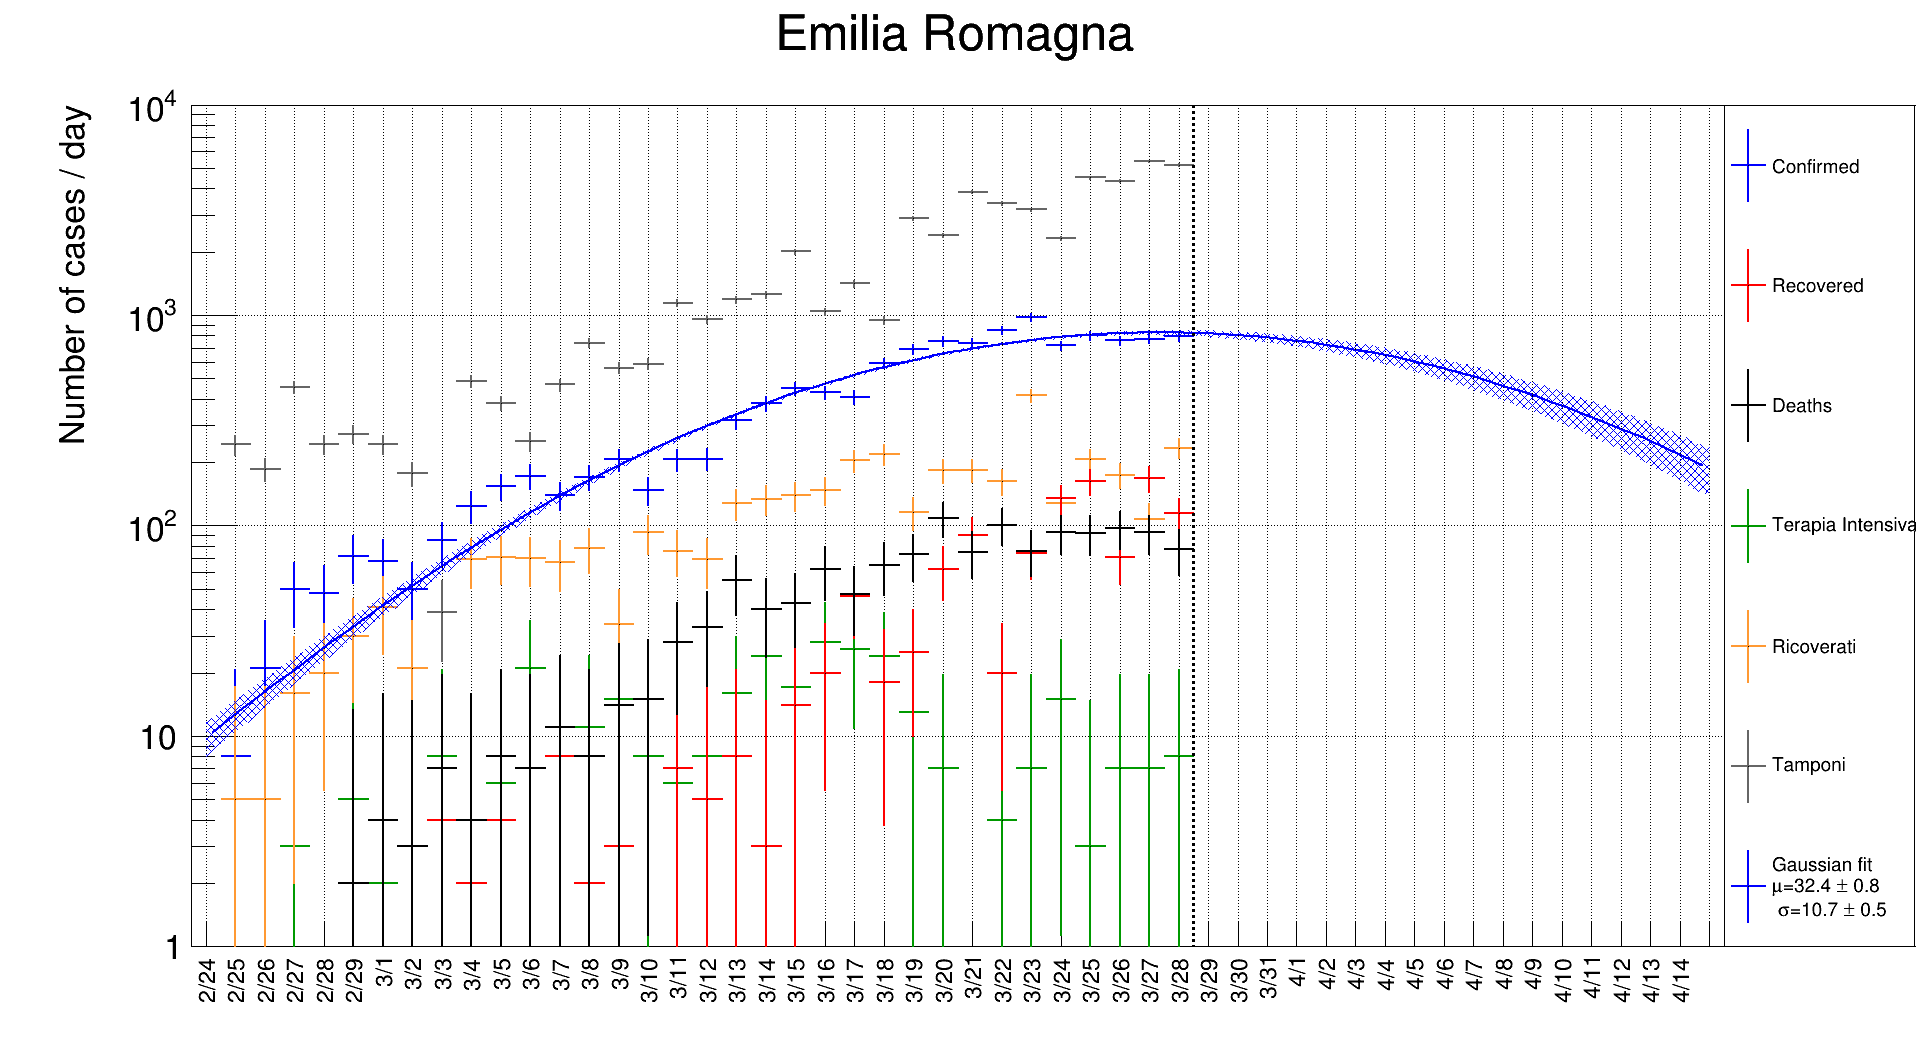 Emilia Romagna
Number of cases / day
10^4
10^3
10^2
10
1
2/24 2/25 2/26 2/27 2/28 2/29 3/1 3/2 3/3 3/4 3/5 3/6 3/7 3/8 3/9 3/10 3/11 3/12 3/13 3/14 3/15 3/16 3/17 3/18 3/19 3/20 3/21 3/22 3/23 3/24 3/25 3/26 3/27 3/28 3/29 3/30 3/31 4/1 4/2 4/3 4/4 4/5 4/6 4/7 4/8 4/9 4/10 4/11 4/12 4/13 4/14
Confirmed
Recovered
Deaths
Terapia Intensiva
Ricoverati
Tamponi
Gaussian fit
μ=32.4 ± 0.8
σ=10.7 ± 0.5